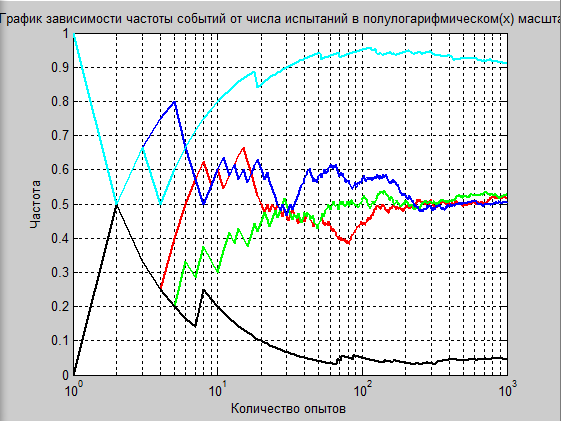 График зависимости частоты событий от числа испытаний в полулогарифмическом(x) масшта
1
0.9
0.8
0.7
0.6
0.5
0.4
0.3
0.2
0.1
0
Частота
10^0 10^1 10^2 10^3
Количество опытов